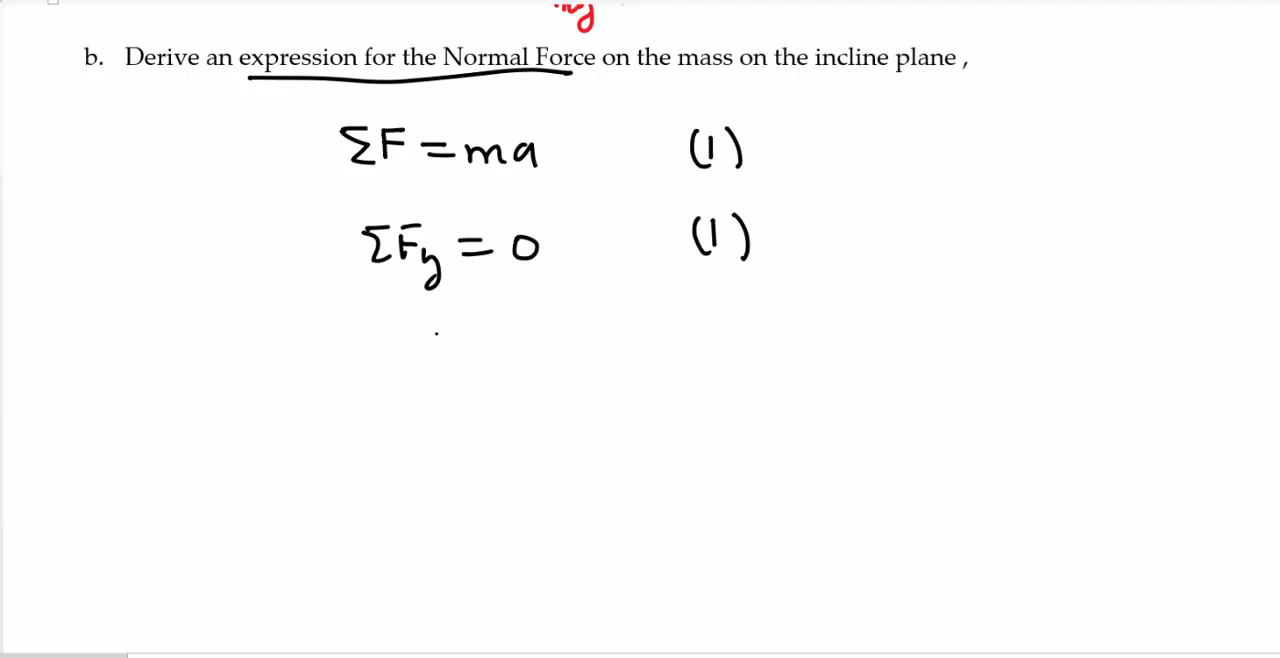 b. Derive an expression for the Normal Force on the mass on the incline plane ,
ΣF = ma (1)
ΣFy = 0 (1)